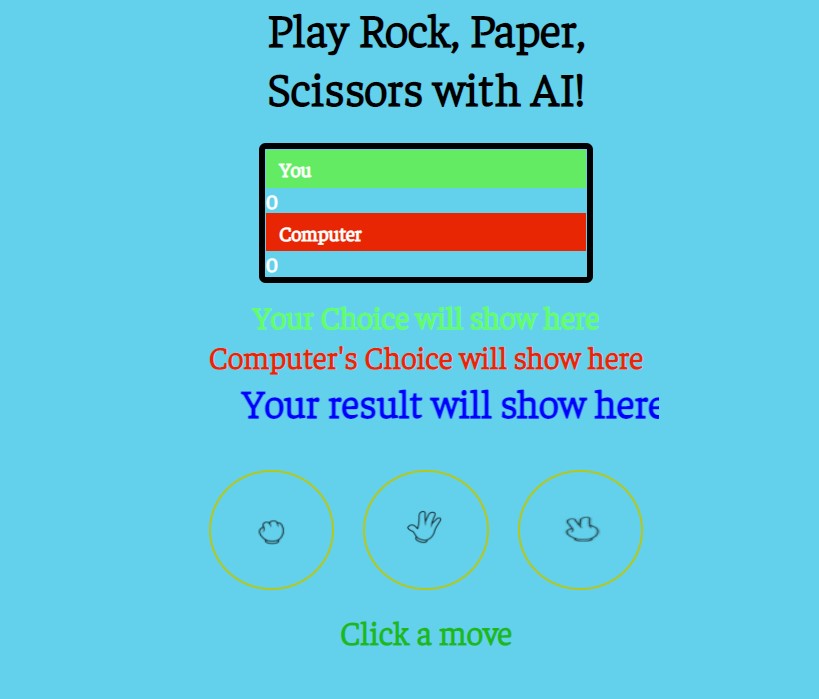 Play Rock, Paper,
Scissors with AI!
You
0
Computer
0
Your Choice will show here
Computer's Choice will show here
Your result will show here
Click a move